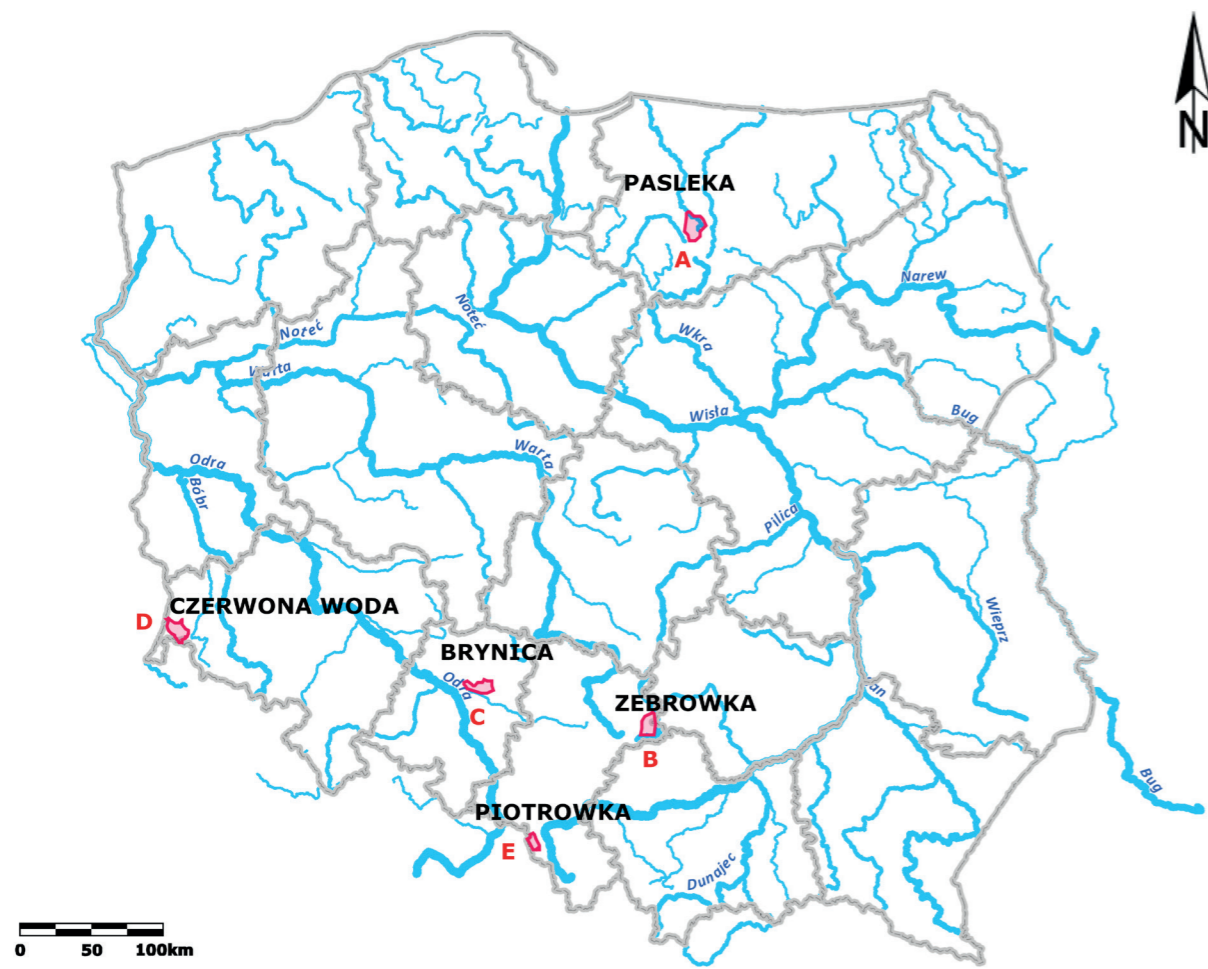 N
PASLEKA
A
Narew
Noteć
Wkra
Noteć
Warta
Wisła
Bug
Warta
Odra
Bóbr
Pilica
CZERWONA WODA
D
Wieprz
BRYNICA
Odra
C
ZEBROWKA
B
an
Bug
PIOTROWKA
E
Dunajec
0 50 100km